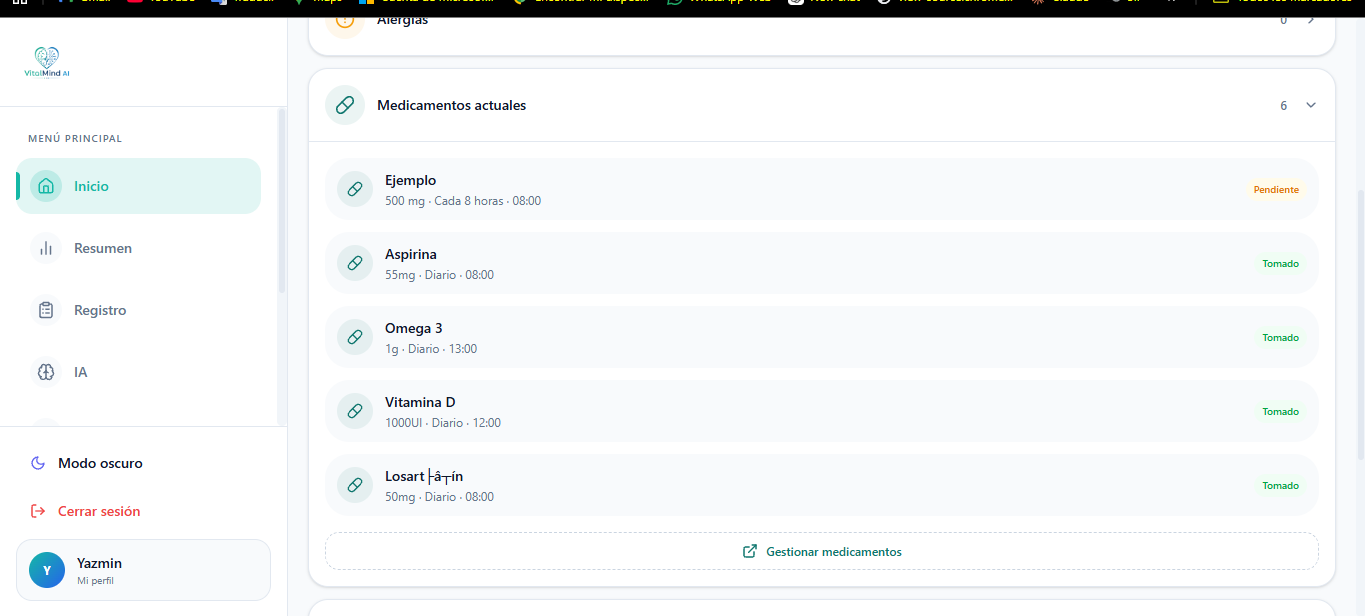 Alergias
0
VitalMind AI
Medicamentos actuales
6
MENÚ PRINCIPAL
Inicio
Resumen
Registro
IA
Ejemplo
500 mg · Cada 8 horas · 08:00
Pendiente
Aspirina
55mg · Diario · 08:00
Tomado
Omega 3
1g · Diario · 13:00
Tomado
Vitamina D
1000UI · Diario · 12:00
Tomado
Losart├â┬ín
50mg · Diario · 08:00
Tomado
Gestionar medicamentos
Modo oscuro
Cerrar sesión
Y
Yazmin
Mi perfil